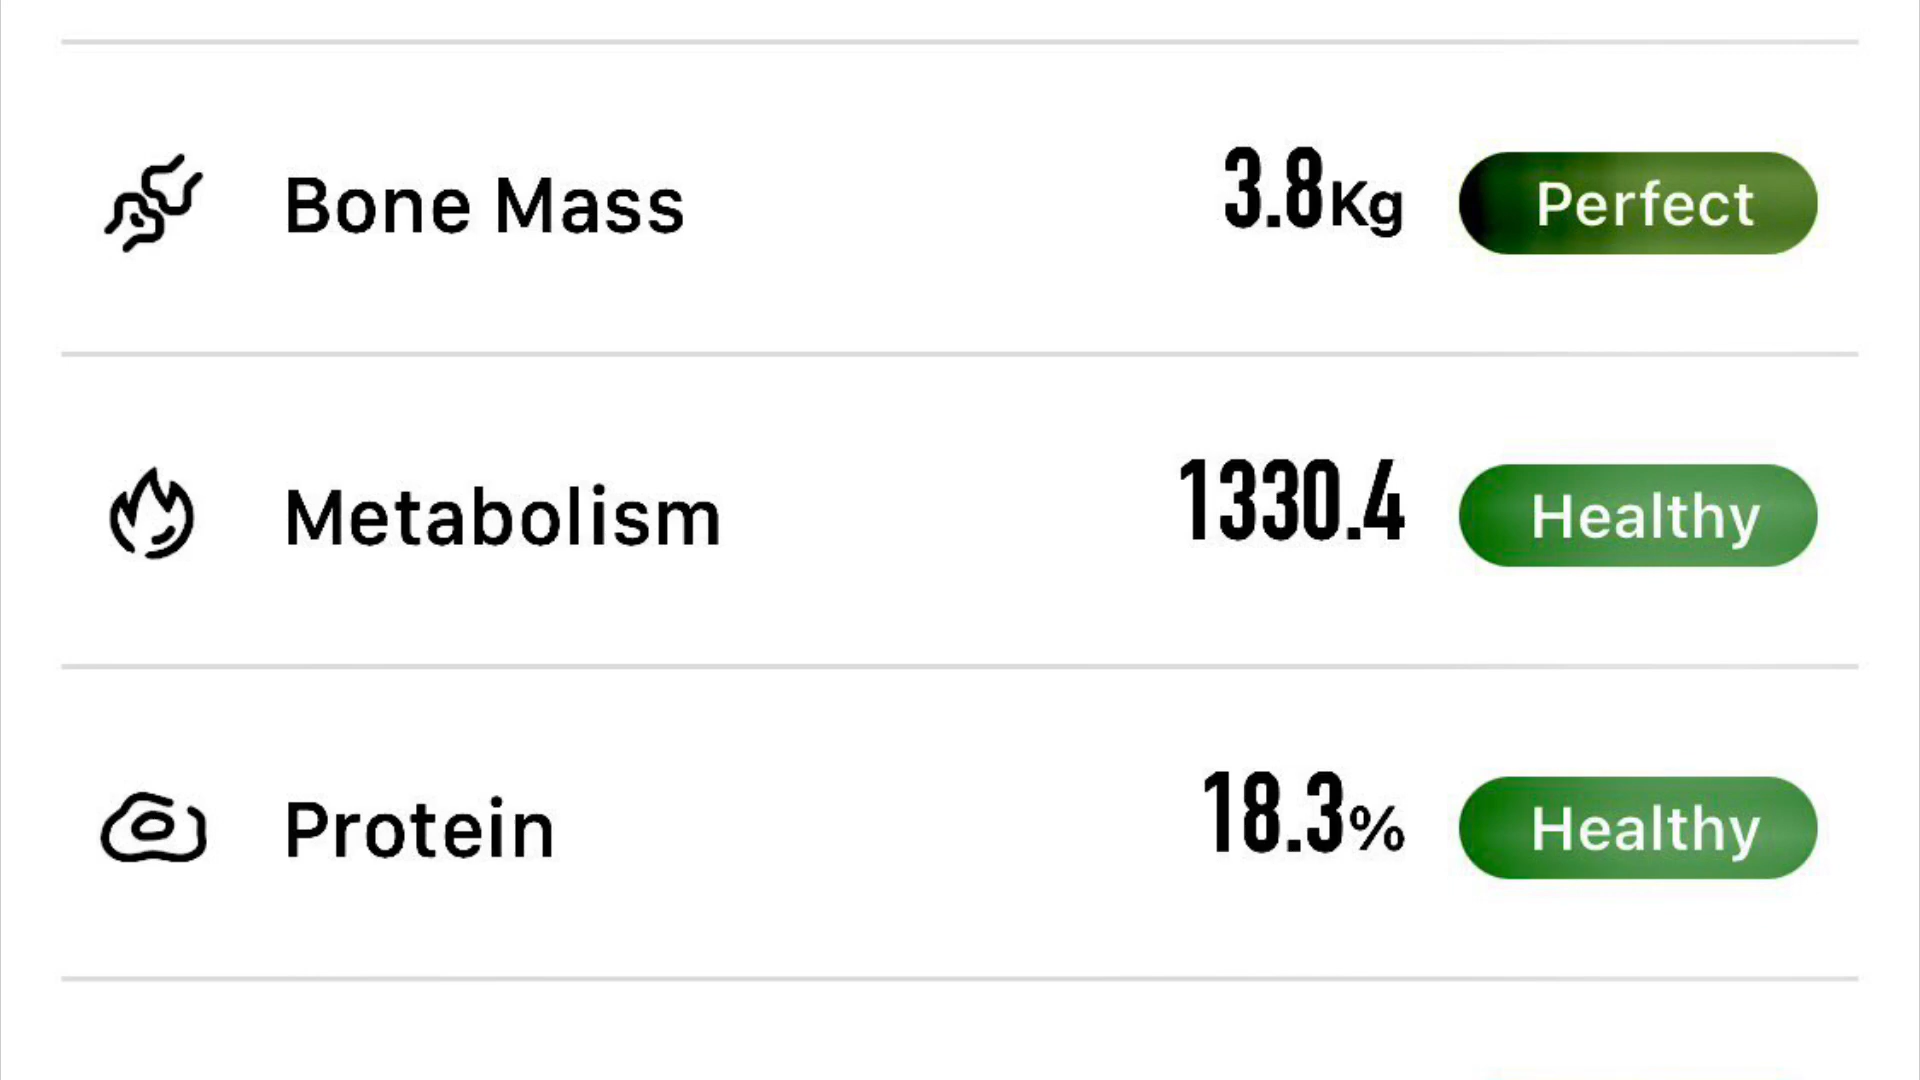 Bone Mass 3.8Kg Perfect
Metabolism 1330.4 Healthy
Protein 18.3% Healthy